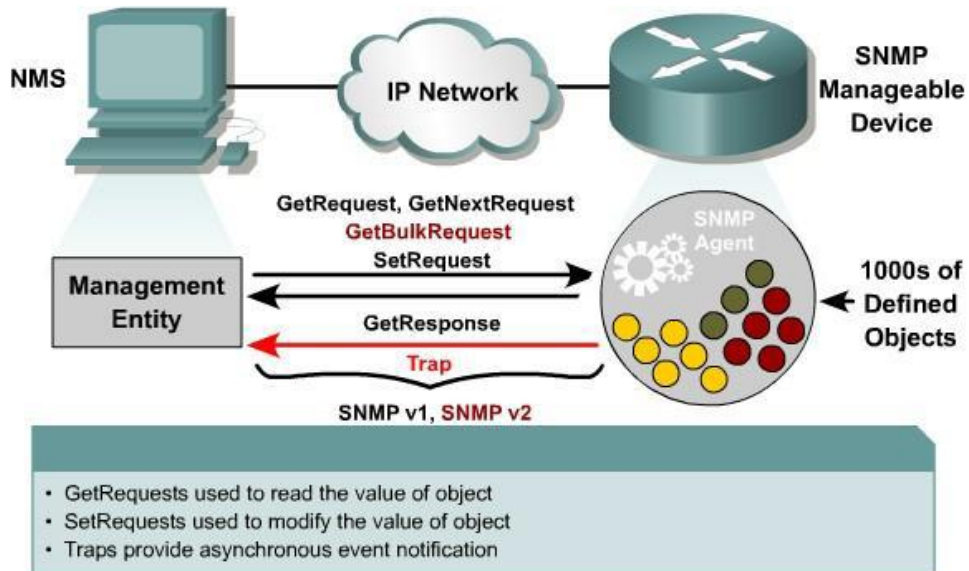 NMS
IP Network
SNMP
Manageable
Device
GetRequest, GetNextRequest
GetBulkRequest
SetRequest
Management
Entity
GetResponse
Trap
SNMP
Agent
1000s of
Defined
Objects
SNMP v1, SNMP v2
• GetRequests used to read the value of object
• SetRequests used to modify the value of object
• Traps provide asynchronous event notification